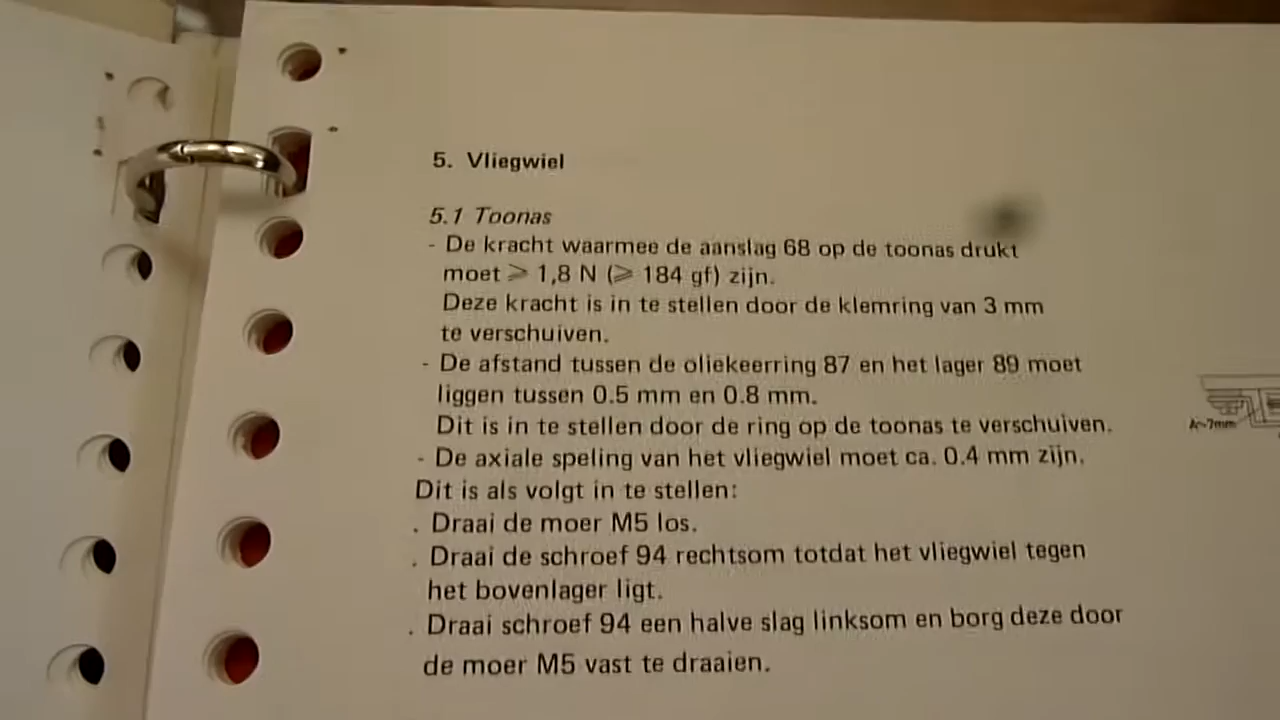 5. Vliegwiel
5.1 Toonas
- De kracht waarmee de aanslag 68 op de toonas drukt
moet ⩾ 1,8 N (⩾ 184 gf) zijn.
Deze kracht is in te stellen door de klemring van 3 mm
te verschuiven.
- De afstand tussen de oliekeerring 87 en het lager 89 moet
liggen tussen 0.5 mm en 0.8 mm.
Dit is in te stellen door de ring op de toonas te verschuiven.
- De axiale speling van het vliegwiel moet ca. 0.4 mm zijn.
Dit is als volgt in te stellen:
. Draai de moer M5 los.
. Draai de schroef 94 rechtsom totdat het vliegwiel tegen
het bovenlager ligt.
. Draai schroef 94 een halve slag linksom en borg deze door
de moer M5 vast te draaien.
A~7mm